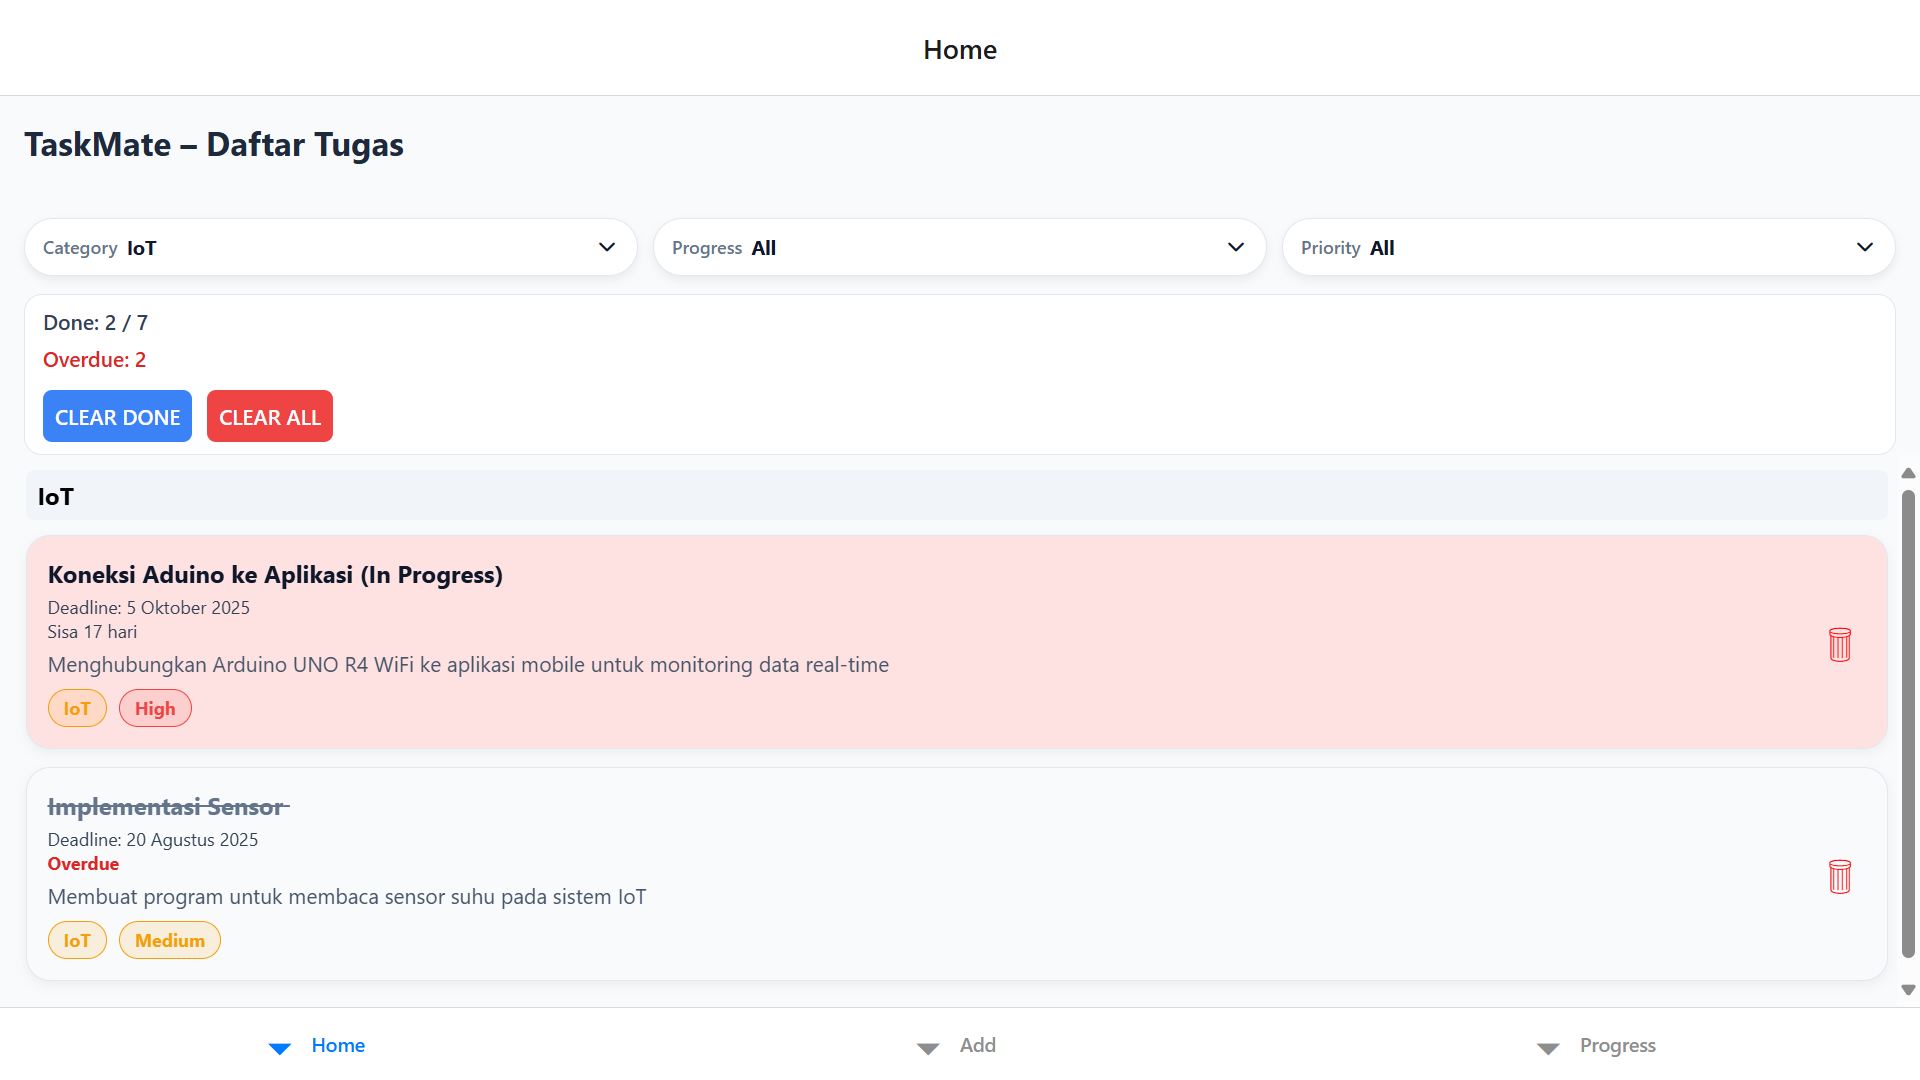 Home
TaskMate – Daftar Tugas
Category IoT
Progress All
Priority All
Done: 2 / 7
Overdue: 2
CLEAR DONE
CLEAR ALL
IoT
Koneksi Aduino ke Aplikasi (In Progress)
Deadline: 5 Oktober 2025
Sisa 17 hari
Menghubungkan Arduino UNO R4 WiFi ke aplikasi mobile untuk monitoring data real-time
IoT
High
Implementasi Sensor
Deadline: 20 Agustus 2025
Overdue
Membuat program untuk membaca sensor suhu pada sistem IoT
IoT
Medium
Home
Add
Progress